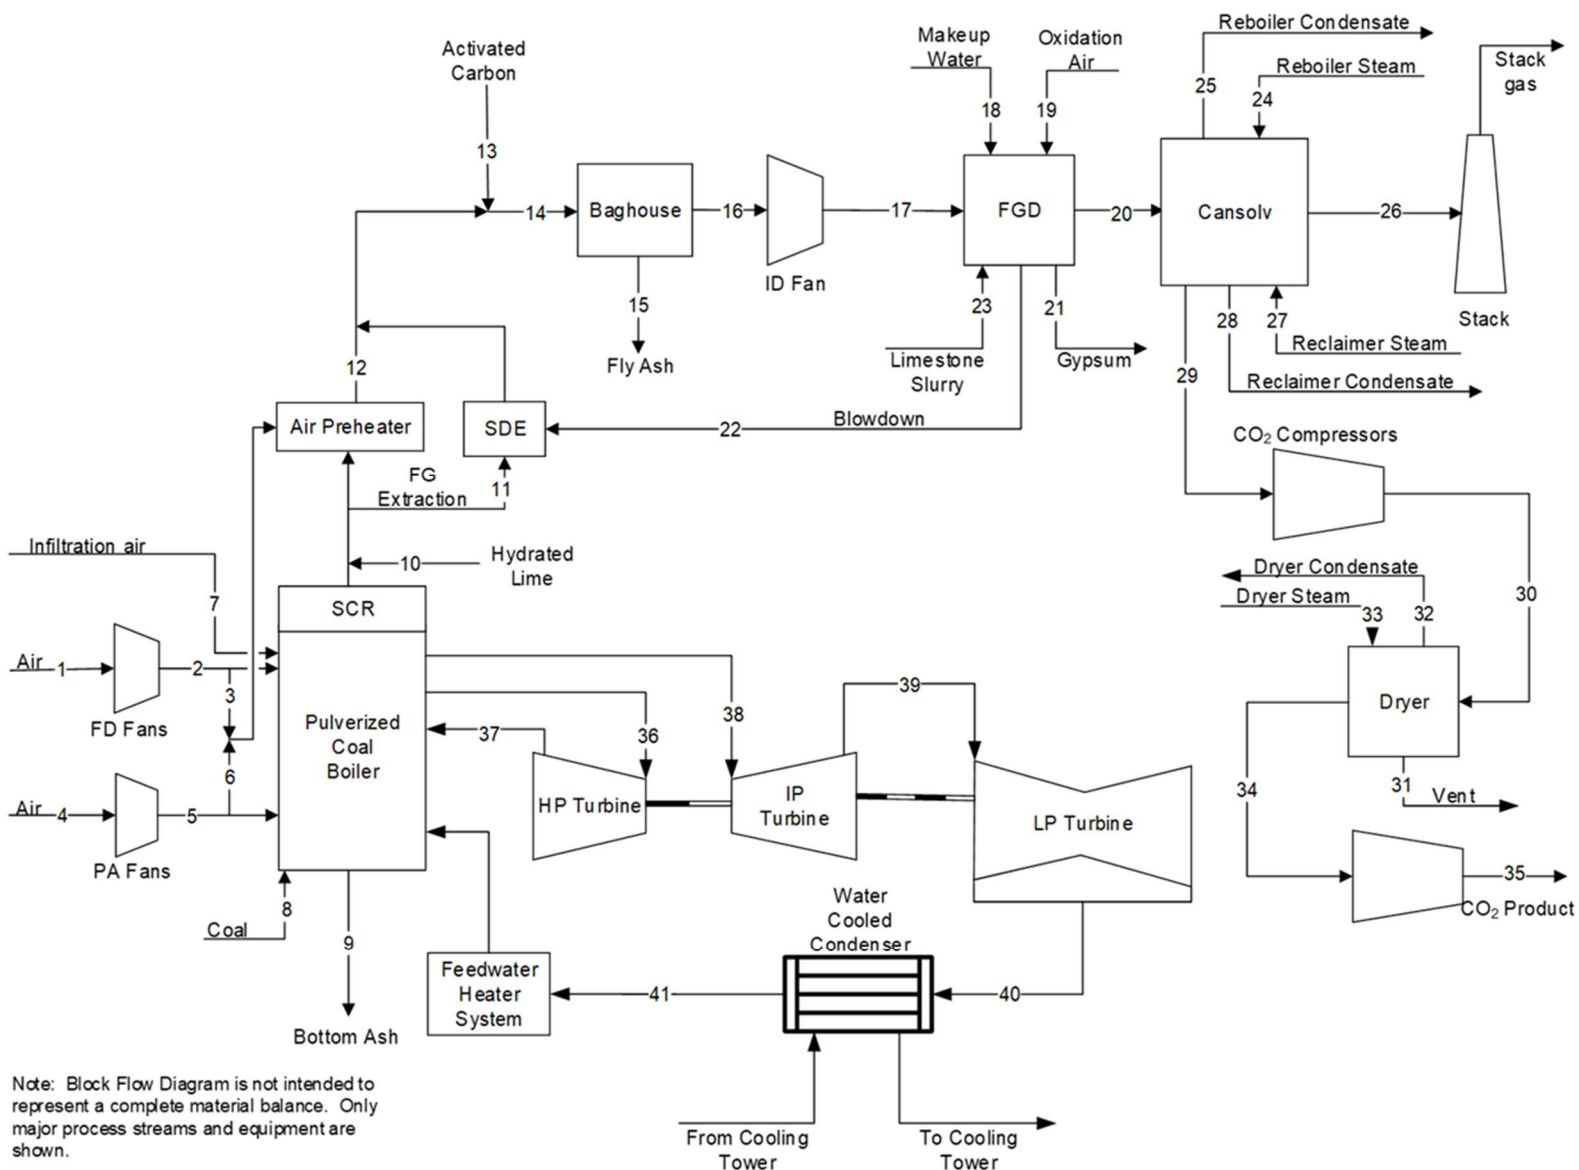 Reboiler Condensate
Makeup
Water
Oxidation
Air
Activated
Carbon
Stack
gas
Reboiler Steam
25
24
18
19
13
14
Baghouse
16
17
FGD
20
Cansolv
26
ID Fan
15
23
21
28
27
Stack
Fly Ash
Limestone
Slurry
Gypsum
Reclaimer Steam
12
29
Reclaimer Condensate
Air Preheater
SDE
22
Blowdown
CO₂ Compressors
FG
Extraction
11
Infiltration air
10
Hydrated
Lime
Dryer Condensate
Dryer Steam
30
7
SCR
33
32
Air
1
2
3
FD Fans
Pulverized
Coal
Boiler
37
36
38
39
Dryer
6
Air
4
5
PA Fans
HP Turbine
IP
Turbine
LP Turbine
34
31
Vent
35
CO₂ Product
8
Coal
9
Water
Cooled
Condenser
Feedwater
Heater
System
41
40
Bottom Ash
Note: Block Flow Diagram is not intended to
represent a complete material balance. Only
major process streams and equipment are
shown.
From Cooling
Tower
To Cooling
Tower